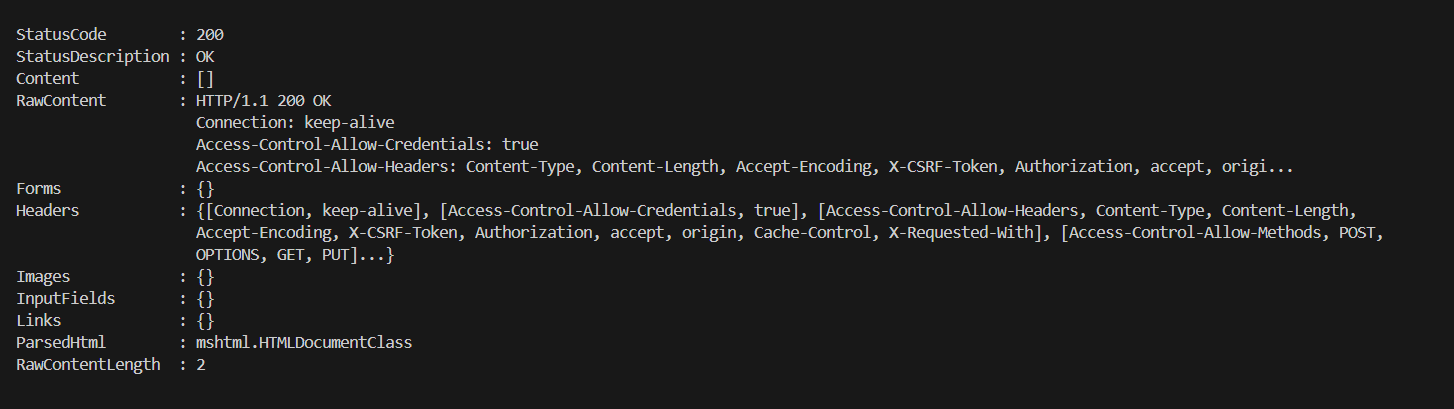 StatusCode        : 200
StatusDescription : OK
Content           : []
RawContent        : HTTP/1.1 200 OK
                    Connection: keep-alive
                    Access-Control-Allow-Credentials: true
                    Access-Control-Allow-Headers: Content-Type, Content-Length, Accept-Encoding, X-CSRF-Token, Authorization, accept, origi...
Forms             : {}
Headers           : {[Connection, keep-alive], [Access-Control-Allow-Credentials, true], [Access-Control-Allow-Headers, Content-Type, Content-Length,
                    Accept-Encoding, X-CSRF-Token, Authorization, accept, origin, Cache-Control, X-Requested-With], [Access-Control-Allow-Methods, POST,
                    OPTIONS, GET, PUT]...}
Images            : {}
InputFields       : {}
Links             : {}
ParsedHtml        : mshtml.HTMLDocumentClass
RawContentLength  : 2